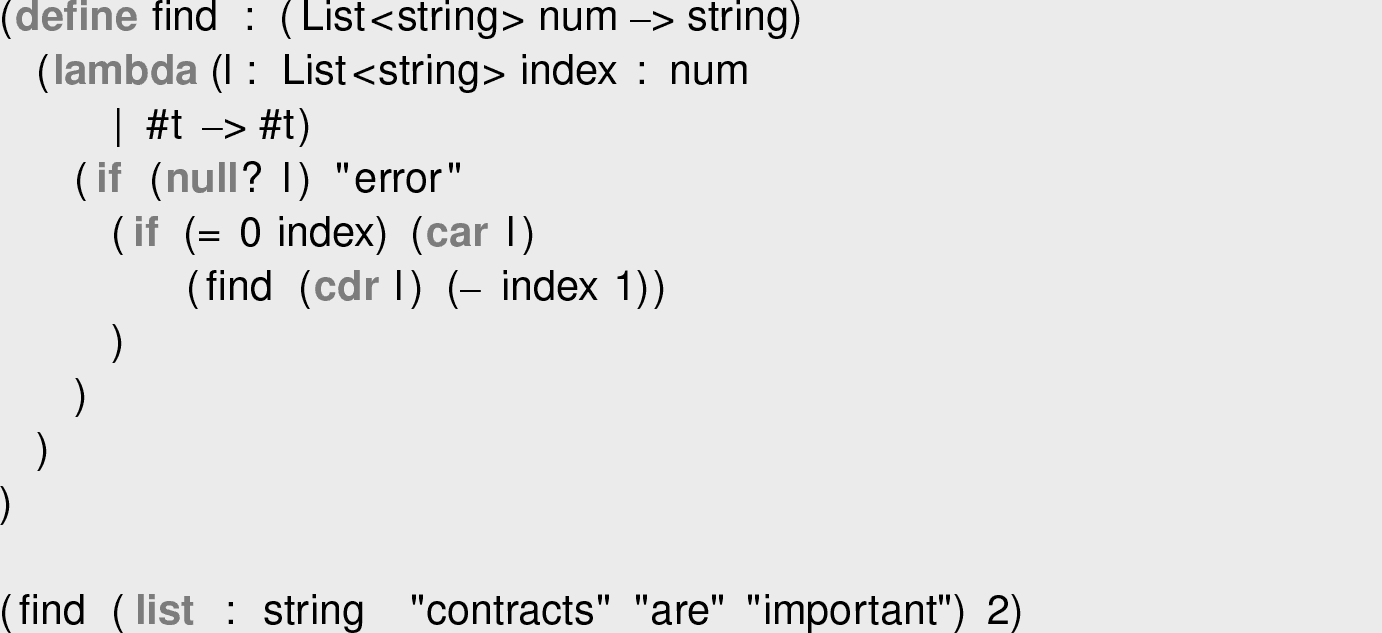 (define find : (List<string> num –> string)
(lambda (l : List<string> index : num
| #t –> #t)
(if (null? l) "error"
(if (= 0 index) (car l)
(find (cdr l) (– index 1))
)
)
)
)
(find (list : string "contracts" "are" "important") 2)